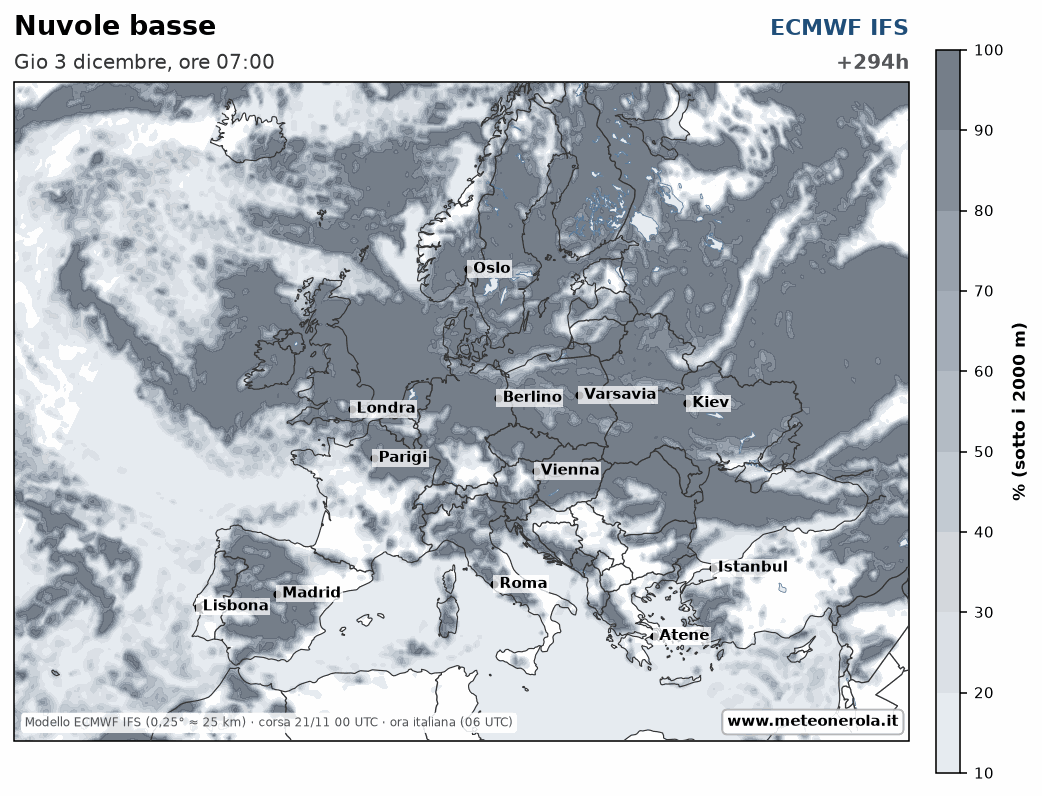 Nuvole basse
ECMWF IFS
Gio 3 dicembre, ore 07:00
+294h
Oslo
Berlino
Varsavia
Kiev
Londra
Parigi
Vienna
Istanbul
Roma
Madrid
Lisbona
Atene
Modello ECMWF IFS (0,25° ≈ 25 km) · corsa 21/11 00 UTC · ora italiana (06 UTC)
www.meteonerola.it
100
90
80
70
60
50
40
30
20
10
% (sotto i 2000 m)